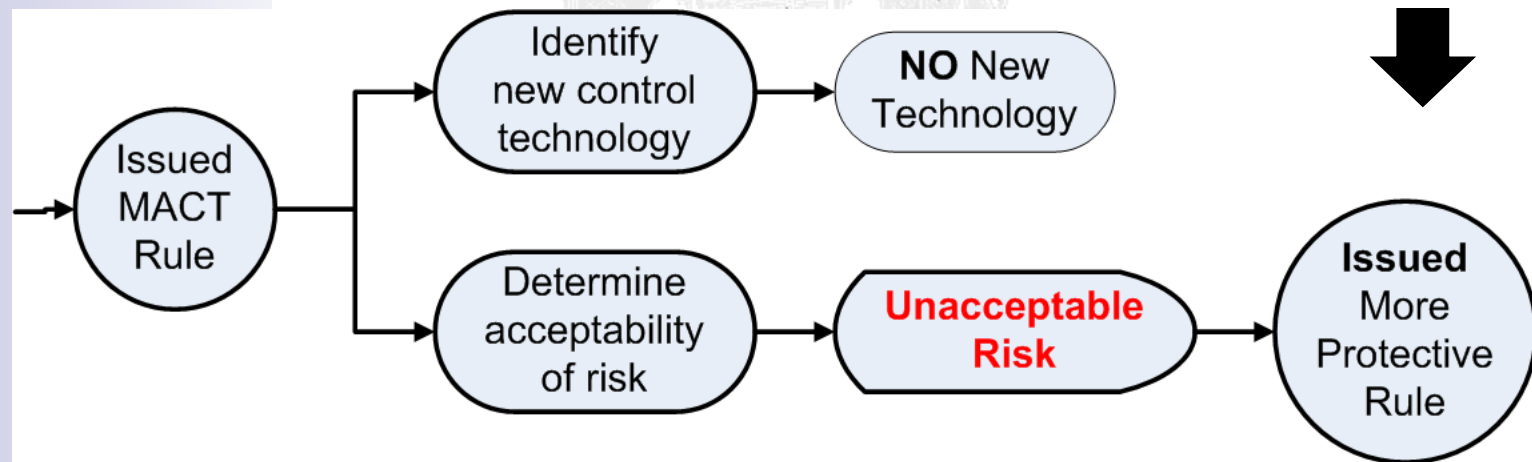 Issued
MACT
Rule
Identify
new control
technology
NO New
Technology
Determine
acceptability
of risk
Unacceptable
Risk
Issued
More
Protective
Rule